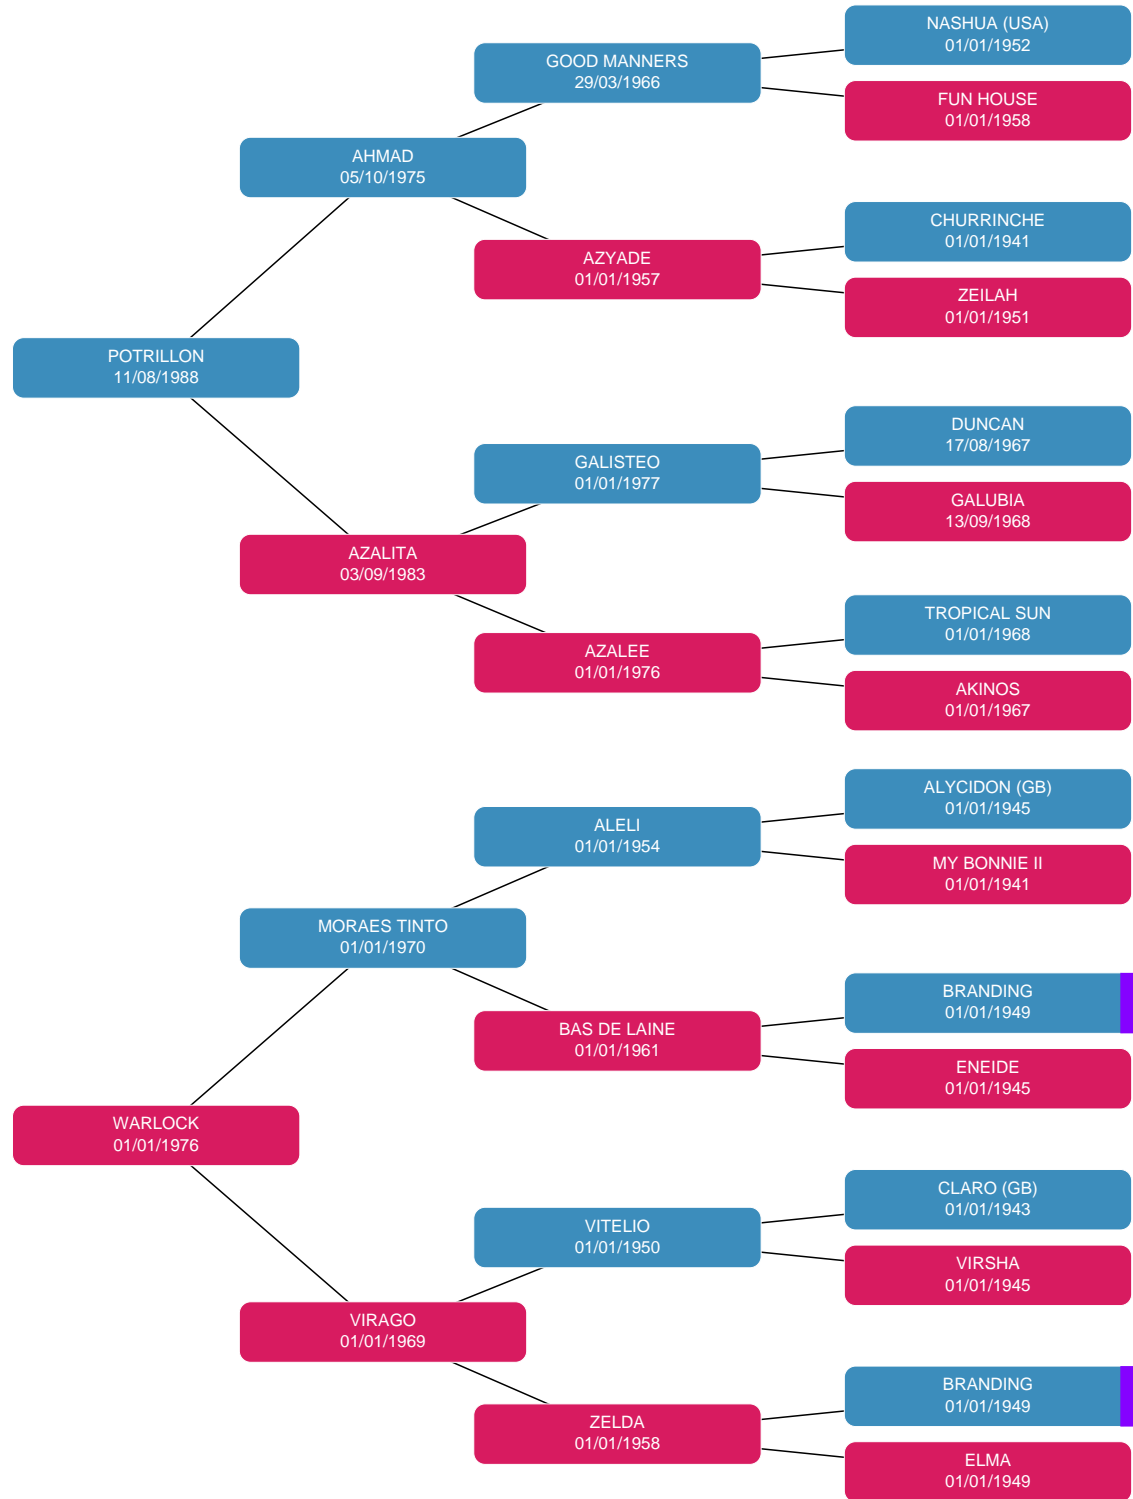 NASHUA (USA)
01/01/1952
GOOD MANNERS
29/03/1966
FUN HOUSE
01/01/1958
AHMAD
05/10/1975
CHURRINCHE
01/01/1941
AZYADE
01/01/1957
ZEILAH
01/01/1951
POTRILLON
11/08/1988
DUNCAN
17/08/1967
GALISTEO
01/01/1977
GALUBIA
13/09/1968
AZALITA
03/09/1983
TROPICAL SUN
01/01/1968
AZALEE
01/01/1976
AKINOS
01/01/1967
ALYCIDON (GB)
01/01/1945
ALELI
01/01/1954
MY BONNIE II
01/01/1941
MORAES TINTO
01/01/1970
BRANDING
01/01/1949
BAS DE LAINE
01/01/1961
ENEIDE
01/01/1945
WARLOCK
01/01/1976
CLARO (GB)
01/01/1943
VITELIO
01/01/1950
VIRSHA
01/01/1945
VIRAGO
01/01/1969
BRANDING
01/01/1949
ZELDA
01/01/1958
ELMA
01/01/1949